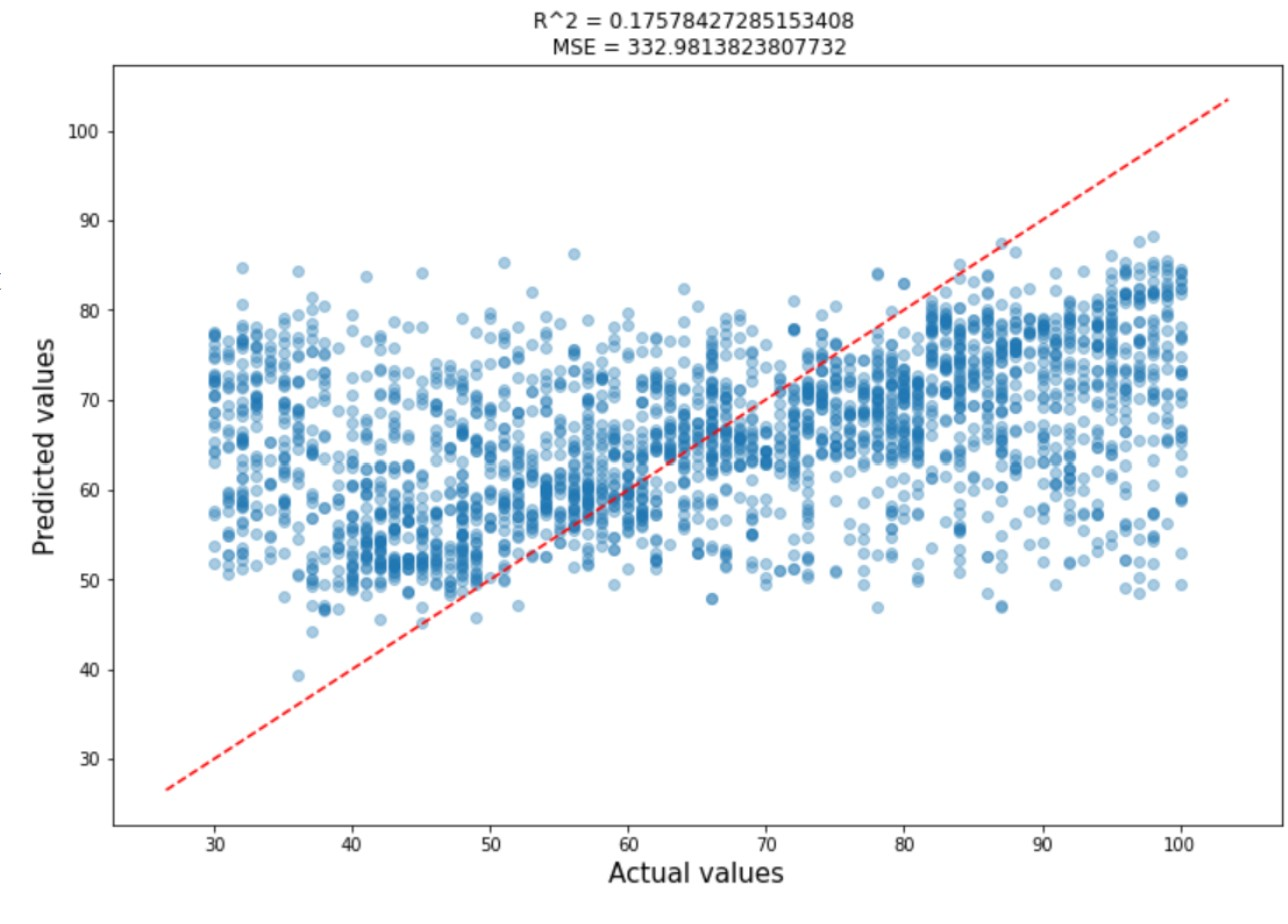 R^2 = 0.17578427285153408
MSE = 332.9813823807732
100
90
80
70
60
50
40
30
Predicted values
30 40 50 60 70 80 90 100
Actual values